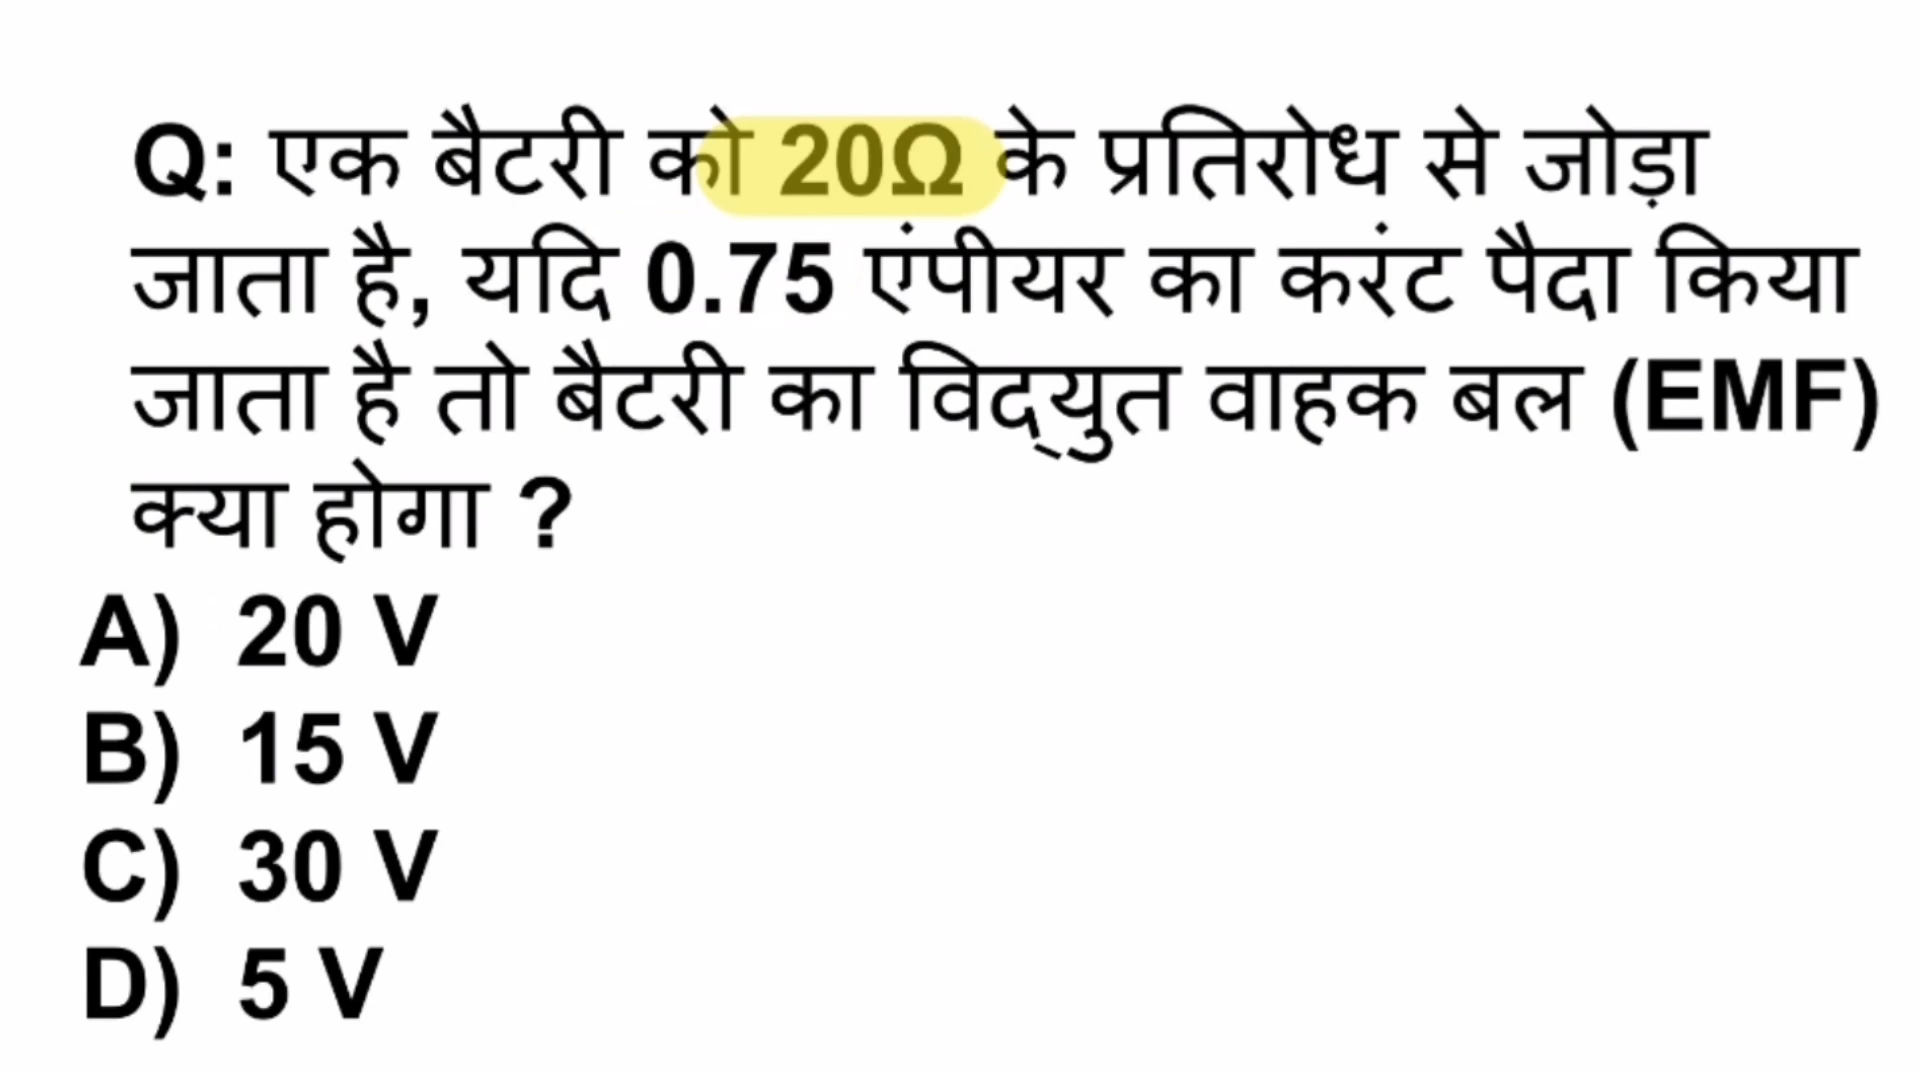 Q: एक बैटरी को 20Ω के प्रतिरोध से जोड़ा
जाता है, यदि 0.75 एंपीयर का करंट पैदा किया
जाता है तो बैटरी का विद्‌युत वाहक बल (EMF)
क्या होगा ?
A) 20 V
B) 15 V
C) 30 V
D) 5 V